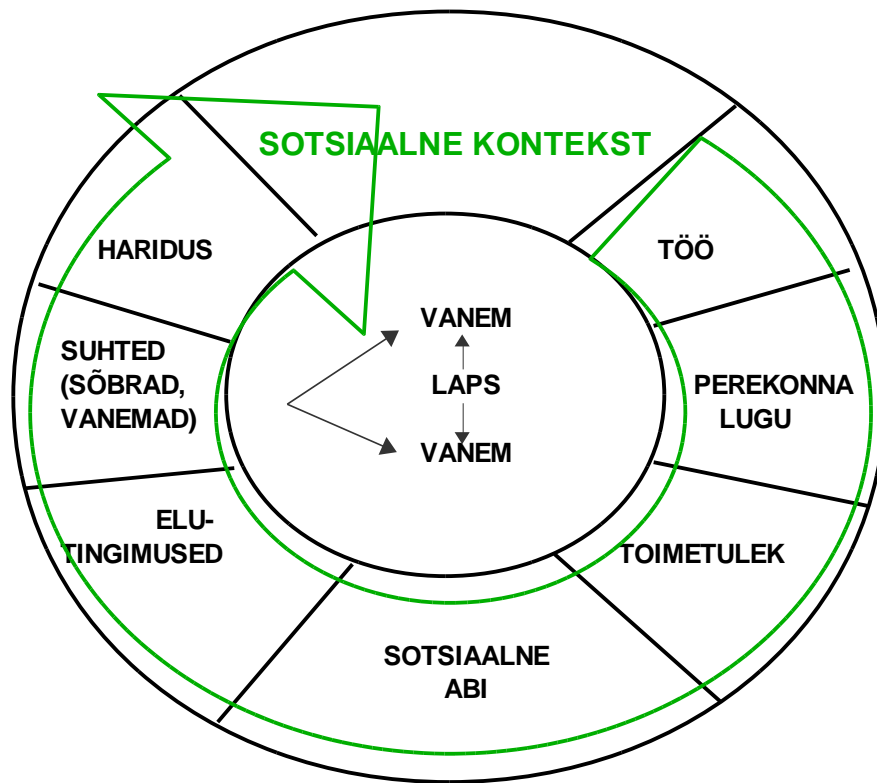 SOTSIAALNE KONTEKST
HARIDUS
TÖÖ
VANEM
LAPS
VANEM
SUHTED
(SÕBRAD,
VANEMAD)
PEREKONNA
LUGU
ELU-
TINGIMUSED
TOIMETULEK
SOTSIAALNE
ABI